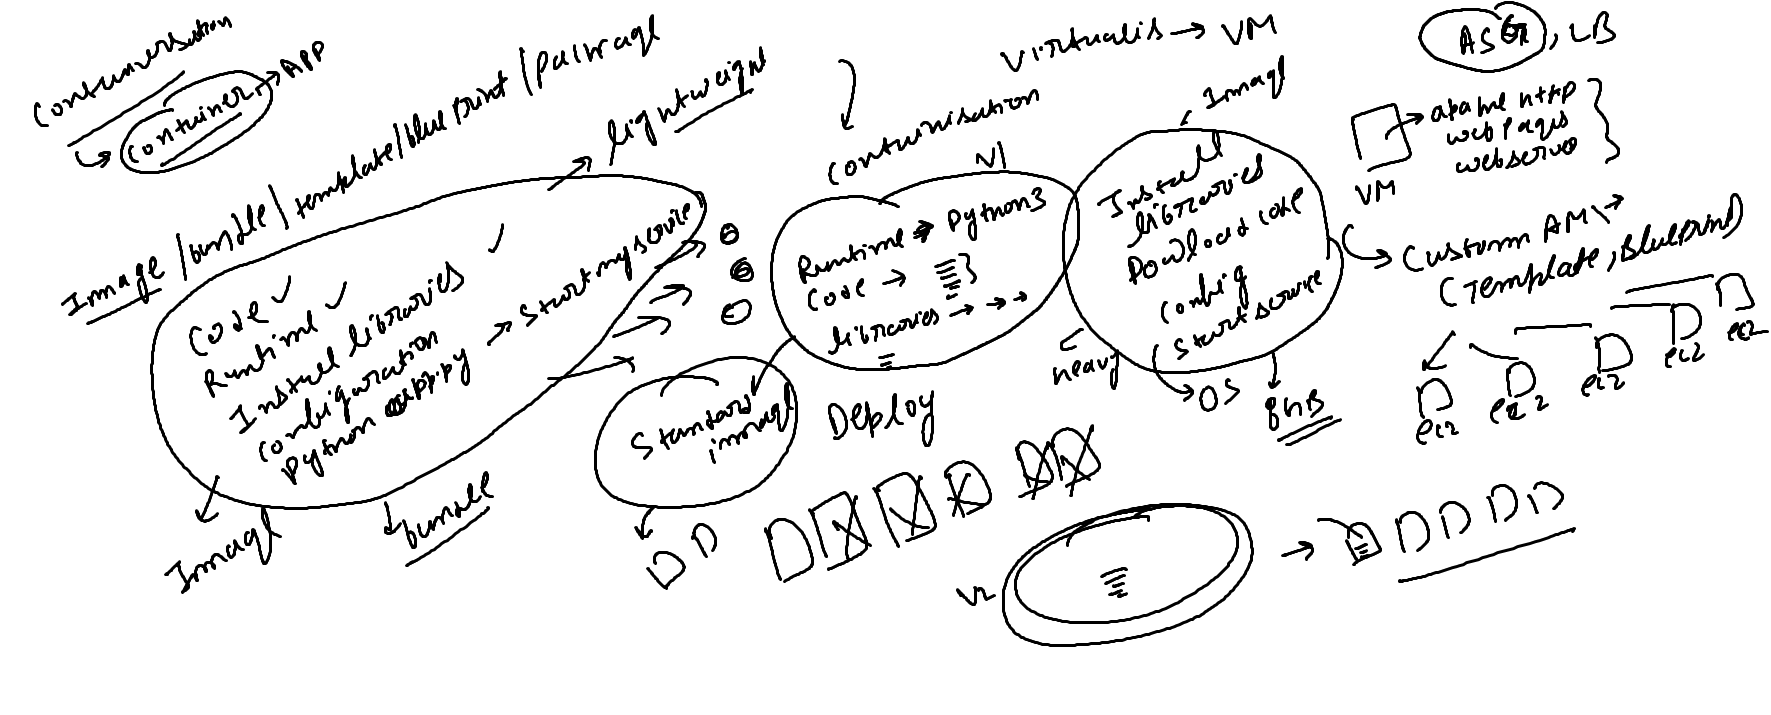 container → APP
Image / bundle / template / blue print / package
lightweight
Code ✓
Runtime ✓
Install libraries ✓
configuration
Python app.py → Start my service
Image
bundle
Virtualis → VM
containisation
V1
Runtime → Python3
Code →
libraries →
Standard
image
Deploy
Image
Install
libraries
Download code
config
Start service
heavy
OS
8GB
ASG, LB
apache http
web pages
webserver
VM
Custom AMI →
(Template, Blueprint)
ec2
ec2
ec2
ec2
ec2
V2